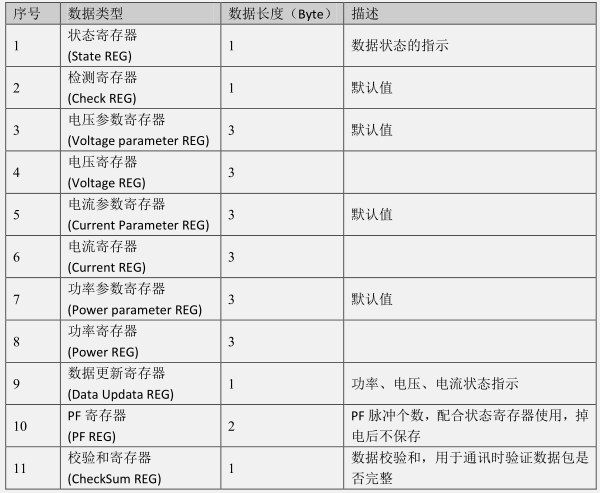 序号 数据类型 数据长度（Byte） 描述
1 状态寄存器 1 数据状态的指示
(State REG)
2 检测寄存器 1 默认值
(Check REG)
3 电压参数寄存器 3 默认值
(Voltage parameter REG)
4 电压寄存器 3
(Voltage REG)
5 电流参数寄存器 3 默认值
(Current Parameter REG)
6 电流寄存器 3
(Current REG)
7 功率参数寄存器 3 默认值
(Power parameter REG)
8 功率寄存器 3
(Power REG)
9 数据更新寄存器 1 功率、电压、电流状态指示
(Data Updata REG)
10 PF 寄存器 2 PF 脉冲个数，配合状态寄存器使用，掉
(PF REG) 电后不保存
11 校验和寄存器 1 数据校验和，用于通讯时验证数据包是
(CheckSum REG) 否完整